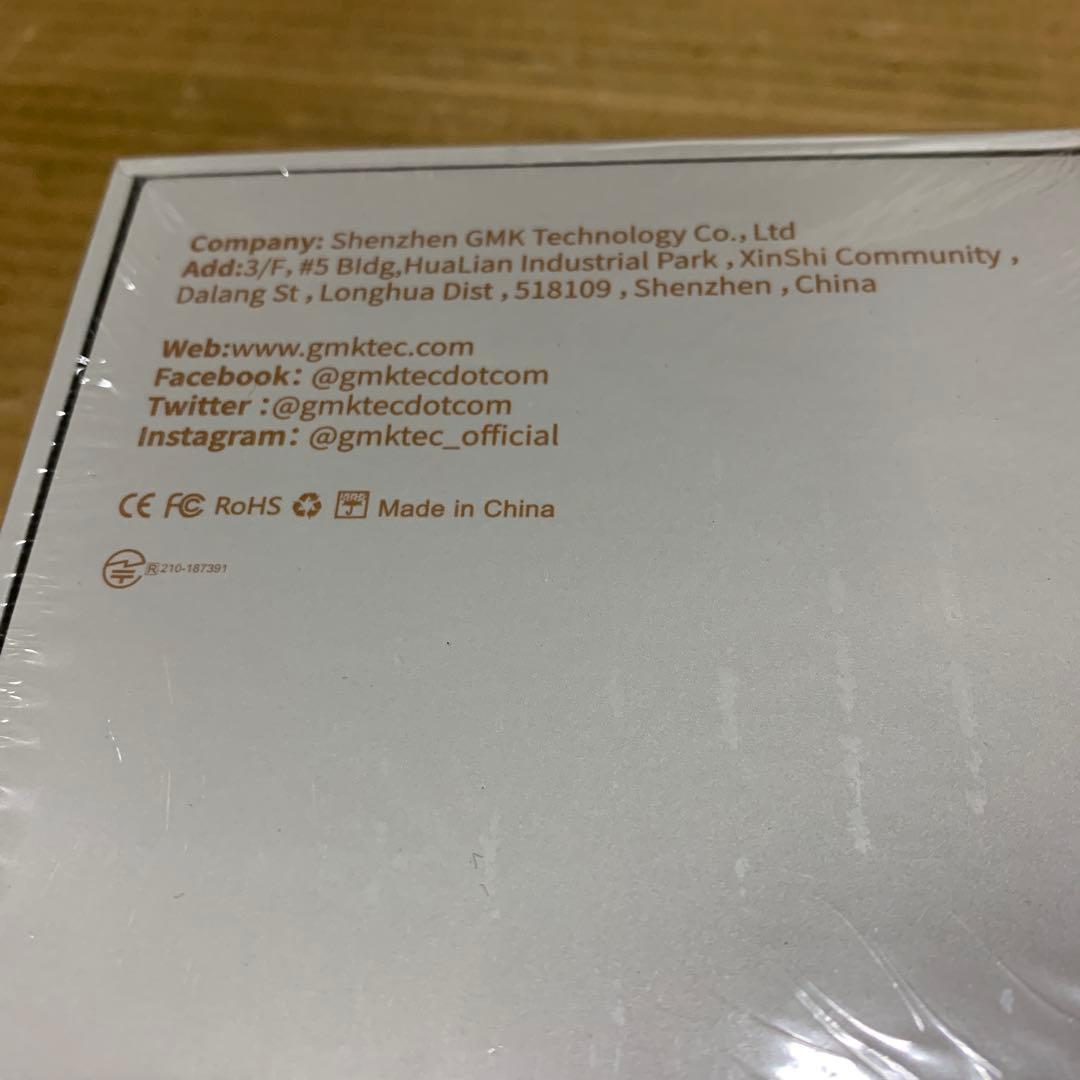 Company: Shenzhen GMK Technology Co., Ltd
Add:3/F, #5 Bldg,HuaLian Industrial Park , XinShi Community ,
Dalang St , Longhua Dist , 518109 , Shenzhen , China
Web:www.gmktec.com
Facebook: @gmktecdotcom
Twitter :@gmktecdotcom
Instagram: @gmktec_official
CE FC RoHS Made in China
R 210-187391